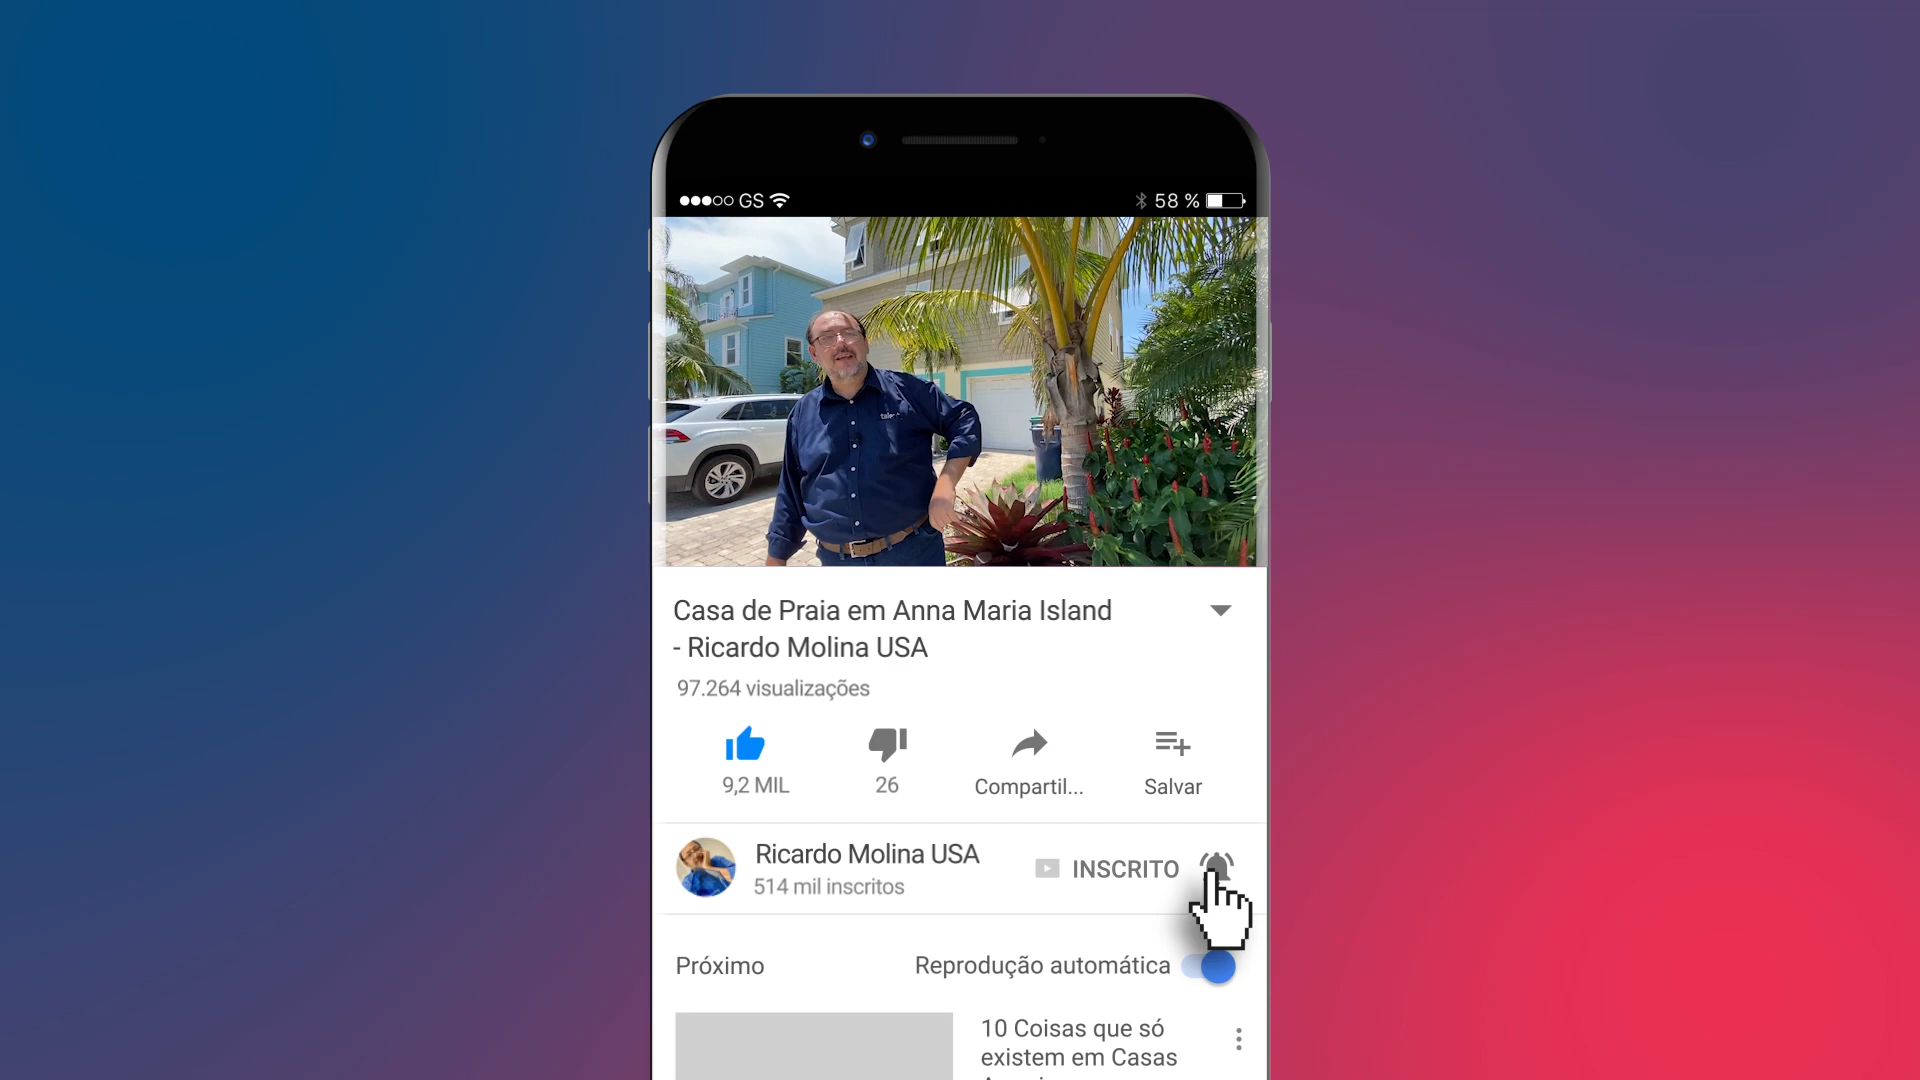 GS
58 %
Casa de Praia em Anna Maria Island
- Ricardo Molina USA
97.264 visualizações
9,2 MIL
26
Compartil...
Salvar
Ricardo Molina USA
514 mil inscritos
INSCRITO
Próximo
Reprodução automática
10 Coisas que só
existem em Casas